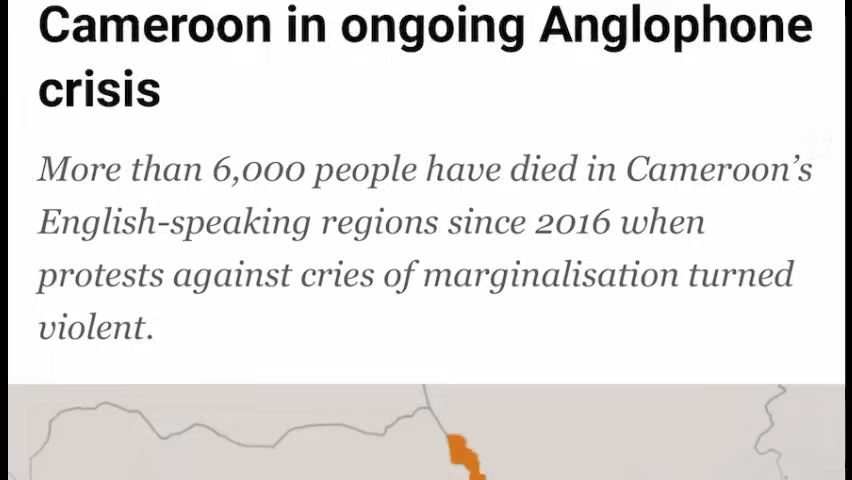 Cameroon in ongoing Anglophone
crisis
More than 6,000 people have died in Cameroon’s
English-speaking regions since 2016 when
protests against cries of marginalisation turned
violent.